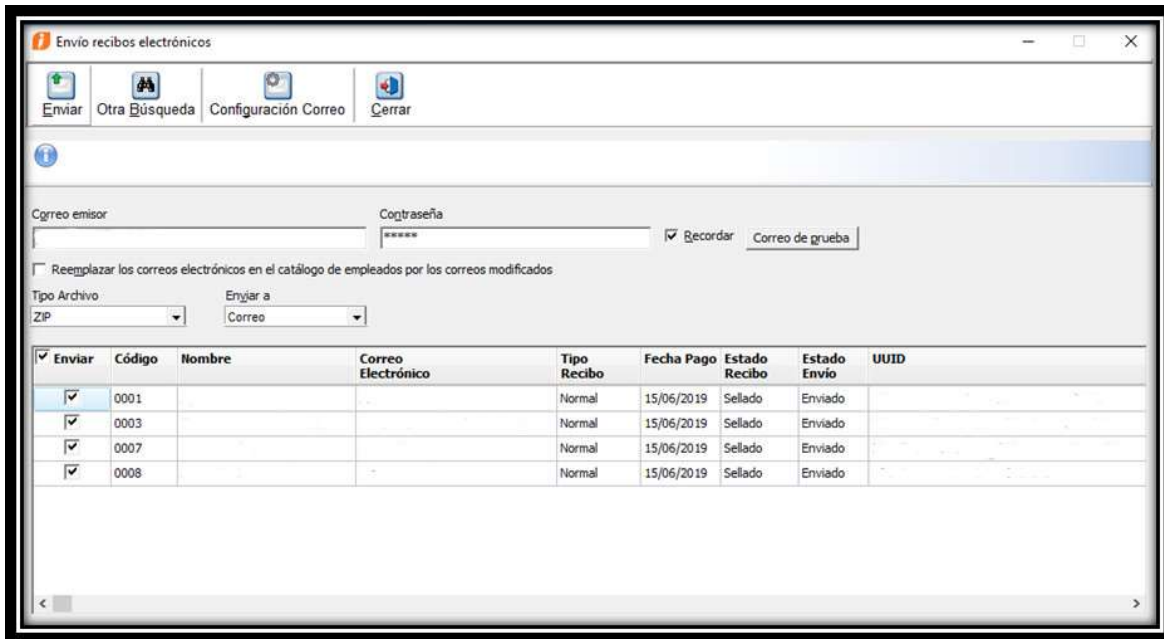 Envío recibos electrónicos
Enviar Otra Búsqueda Configuración Correo Cerrar
Correo emisor Contraseña
***** Recordar Correo de prueba
Reemplazar los correos electrónicos en el catálogo de empleados por los correos modificados
Tipo Archivo Enviar a
ZIP Correo
Enviar Código Nombre Correo Electrónico Tipo Recibo Fecha Pago Estado Recibo Estado Envío UUID
0001 Normal 15/06/2019 Sellado Enviado
0003 Normal 15/06/2019 Sellado Enviado
0007 Normal 15/06/2019 Sellado Enviado
0008 Normal 15/06/2019 Sellado Enviado